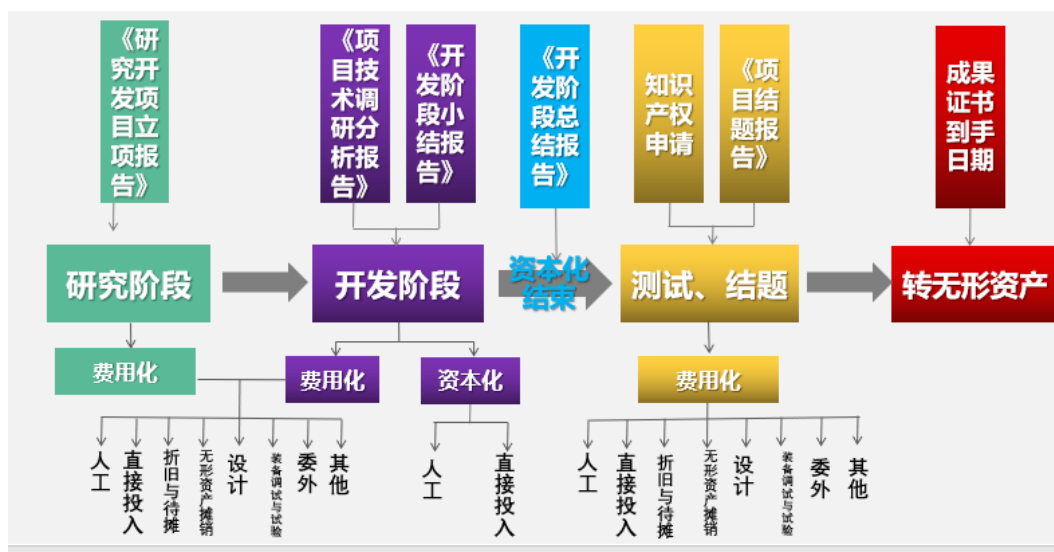 《研
究开
发项
目立
项报
告》
《项
目技
术调
研分
析报
告》
《开
发阶
段小
结报
告》
《开
发阶
段总
结报
告》
知识
产权
申请
《项
目结
题报
告》
成果
证书
到手
日期
研究阶段
开发阶段
资本化
结束
测试、结题
转无形资产
费用化
费用化
资本化
费用化
人工
直接投入
折旧与待摊
无形资产摊销
设计
装备调试与试验
委外
其他
人工
直接投入
人工
直接投入
折旧与待摊
无形资产摊销
设计
装备调试与试验
委外
其他